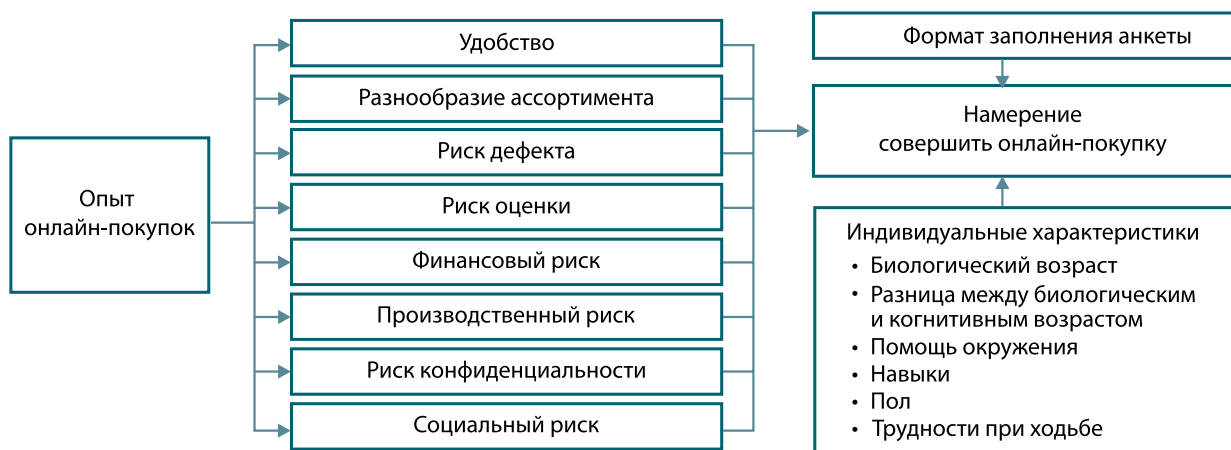 Опыт
онлайн-покупок
Удобство
Разнообразие ассортимента
Риск дефекта
Риск оценки
Финансовый риск
Производственный риск
Риск конфиденциальности
Социальный риск
Формат заполнения анкеты
Намерение
совершить онлайн-покупку
Индивидуальные характеристики
• Биологический возраст
• Разница между биологическим
и когнитивным возрастом
• Помощь окружения
• Навыки
• Пол
• Трудности при ходьбе